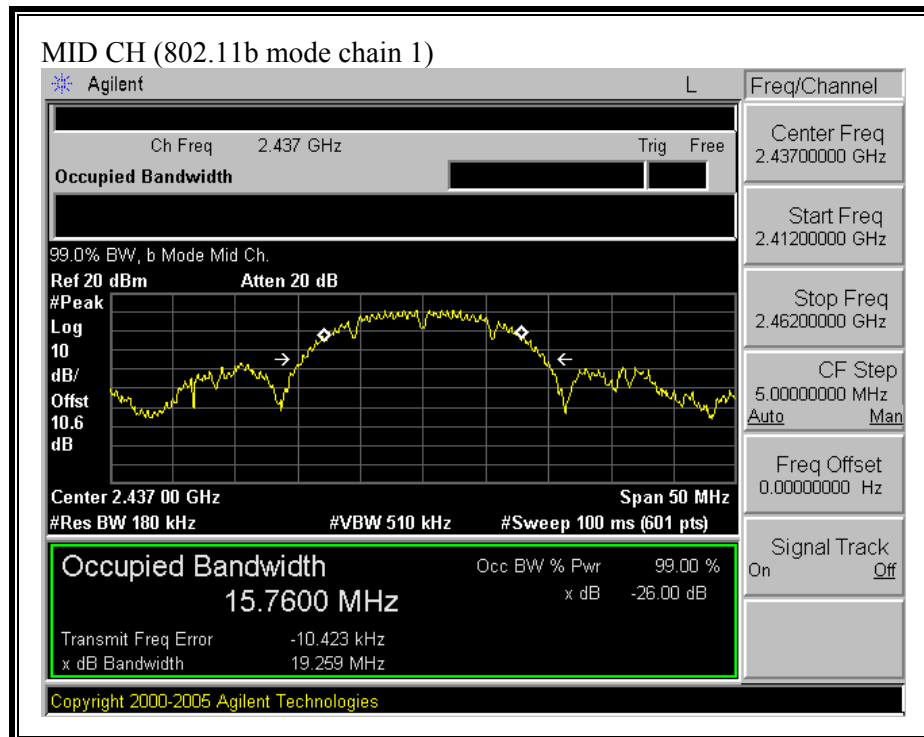 MID CH (802.11b mode chain 1)
Agilent L Freq/Channel
Ch Freq 2.437 GHz Trig Free
Occupied Bandwidth
Center Freq
2.43700000 GHz
Start Freq
2.41200000 GHz
Stop Freq
2.46200000 GHz
CF Step
5.00000000 MHz
Auto Man
Freq Offset
0.00000000 Hz
Signal Track
On Off
99.0% BW, b Mode Mid Ch.
Ref 20 dBm Atten 20 dB
#Peak
Log
10
dB/
Offst
10.6
dB
Center 2.437 00 GHz Span 50 MHz
#Res BW 180 kHz #VBW 510 kHz #Sweep 100 ms (601 pts)
Occupied Bandwidth Occ BW % Pwr 99.00 %
15.7600 MHz x dB -26.00 dB
Transmit Freq Error -10.423 kHz
x dB Bandwidth 19.259 MHz
Copyright 2000-2005 Agilent Technologies